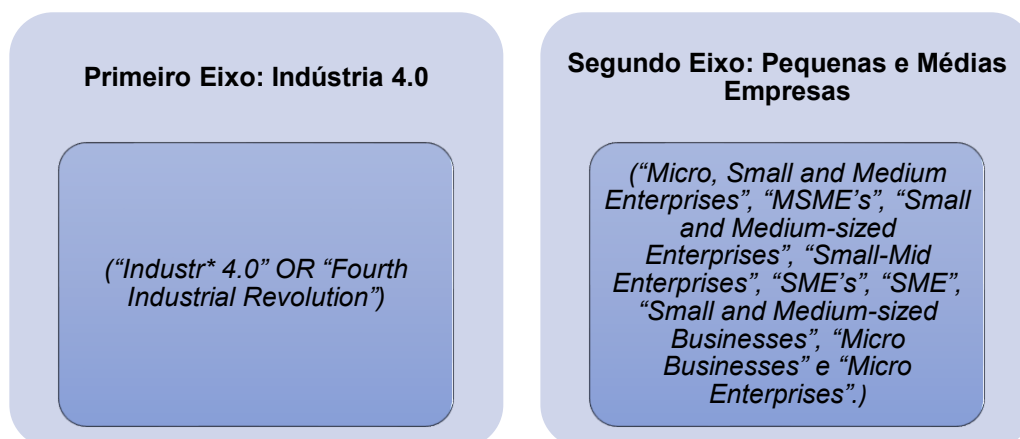 Primeiro Eixo: Indústria 4.0
(“Industr* 4.0” OR “Fourth
Industrial Revolution”)
Segundo Eixo: Pequenas e Médias
Empresas
(“Micro, Small and Medium
Enterprises”, “MSME’s”, “Small
and Medium-sized
Enterprises”, “Small-Mid
Enterprises”, “SME’s”, “SME”,
“Small and Medium-sized
Businesses”, “Micro
Businesses” e “Micro
Enterprises”.)